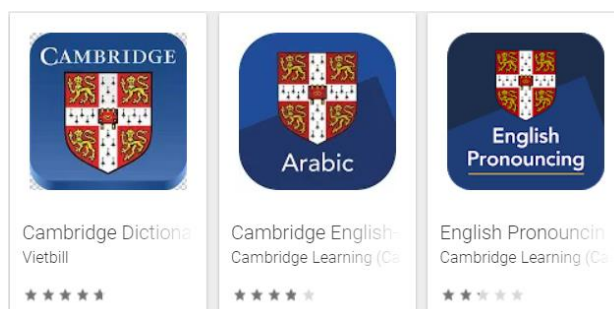 CAMBRIDGE
Cambridge Dictiona
Vietbill
Arabic
Cambridge English-
Cambridge Learning (Ca
English
Pronouncing
English Pronouncin
Cambridge Learning (Ca